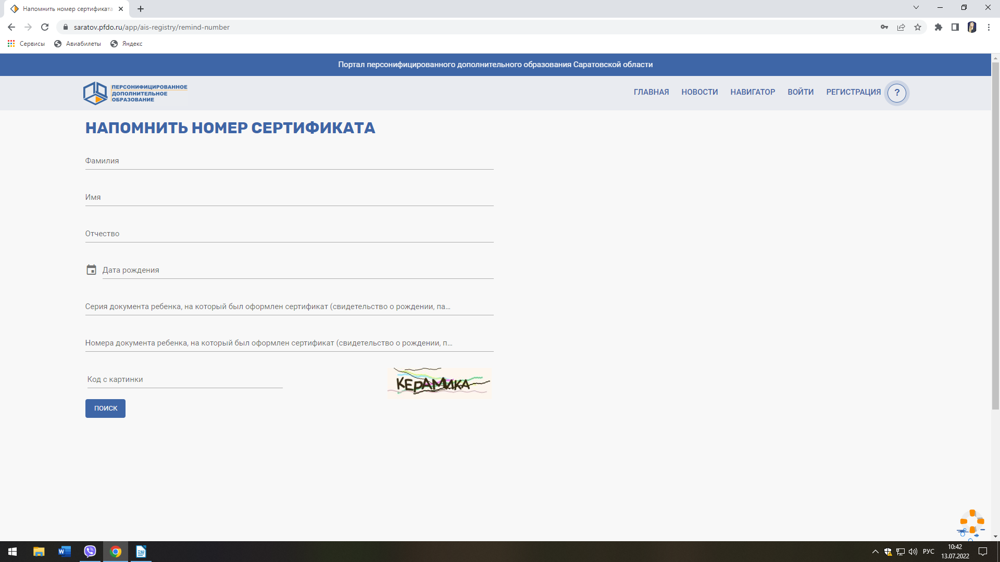 Напомнить номер сертификата
saratov.pfdo.ru/app/ais-registry/remind-number
Сервисы
Авиабилеты
Яндекс
Портал персонифицированного дополнительного образования Саратовской области
ПЕРСОНИФИЦИРОВАННОЕ
ДОПОЛНИТЕЛЬНОЕ
ОБРАЗОВАНИЕ
ГЛАВНАЯ
НОВОСТИ
НАВИГАТОР
ВОЙТИ
РЕГИСТРАЦИЯ
?
НАПОМНИТЬ НОМЕР СЕРТИФИКАТА
Фамилия
Имя
Отчество
Дата рождения
Серия документа ребенка, на который был оформлен сертификат (свидетельство о рождении, па...
Номера документа ребенка, на который был оформлен сертификат (свидетельство о рождении, п...
Код с картинки
КЕРАМИКА
ПОИСК
РУС
10:42
13.07.2022